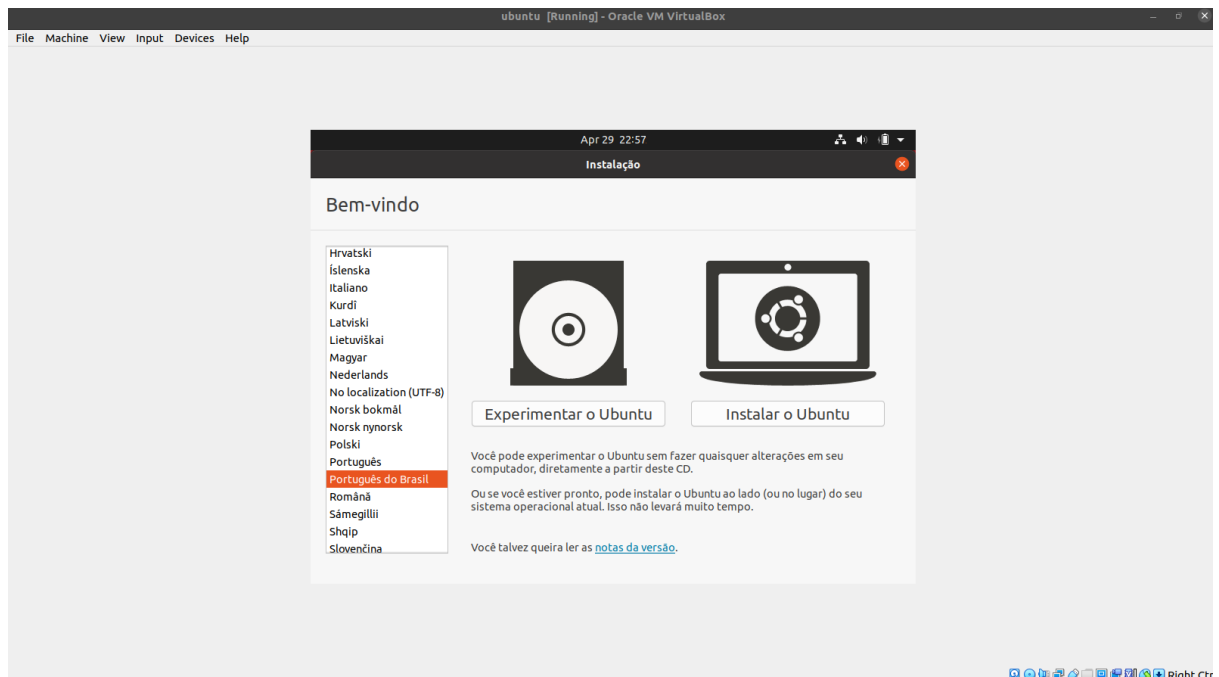 ubuntu [Running] - Oracle VM VirtualBox
File Machine View Input Devices Help
Apr 29 22:57
Instalação
Bem-vindo
Hrvatski
Íslenska
Italiano
Kurdî
Latviski
Lietuviškai
Magyar
Nederlands
No localization (UTF-8)
Norsk bokmål
Norsk nynorsk
Polski
Português
Português do Brasil
Română
Sámegillii
Shqip
Slovenčina
Experimentar o Ubuntu
Instalar o Ubuntu
Você pode experimentar o Ubuntu sem fazer quaisquer alterações em seu
computador, diretamente a partir deste CD.
Ou se você estiver pronto, pode instalar o Ubuntu ao lado (ou no lugar) do seu
sistema operacional atual. Isso não levará muito tempo.
Você talvez queira ler as notas da versão.
Right Ctr